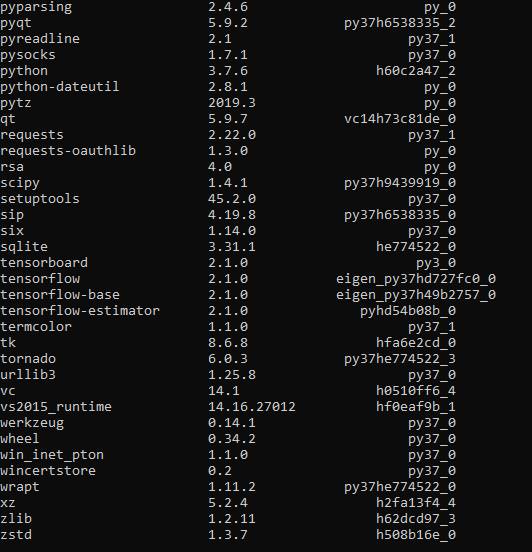 pyparsing 2.4.6 py_0
pyqt 5.9.2 py37h6538335_2
pyreadline 2.1 py37_1
pysocks 1.7.1 py37_0
python 3.7.6 h60c2a47_2
python-dateutil 2.8.1 py_0
pytz 2019.3 py_0
qt 5.9.7 vc14h73c81de_0
requests 2.22.0 py37_1
requests-oauthlib 1.3.0 py_0
rsa 4.0 py_0
scipy 1.4.1 py37h9439919_0
setuptools 45.2.0 py37_0
sip 4.19.8 py37h6538335_0
six 1.14.0 py37_0
sqlite 3.31.1 he774522_0
tensorboard 2.1.0 py3_0
tensorflow 2.1.0 eigen_py37hd727fc0_0
tensorflow-base 2.1.0 eigen_py37h49b2757_0
tensorflow-estimator 2.1.0 pyhd54b08b_0
termcolor 1.1.0 py37_1
tk 8.6.8 hfa6e2cd_0
tornado 6.0.3 py37he774522_3
urllib3 1.25.8 py37_0
vc 14.1 h0510ff6_4
vs2015_runtime 14.16.27012 hf0eaf9b_1
werkzeug 0.14.1 py37_0
wheel 0.34.2 py37_0
win_inet_pton 1.1.0 py37_0
wincertstore 0.2 py37_0
wrapt 1.11.2 py37he774522_0
xz 5.2.4 h2fa13f4_4
zlib 1.2.11 h62dcd97_3
zstd 1.3.7 h508b16e_0